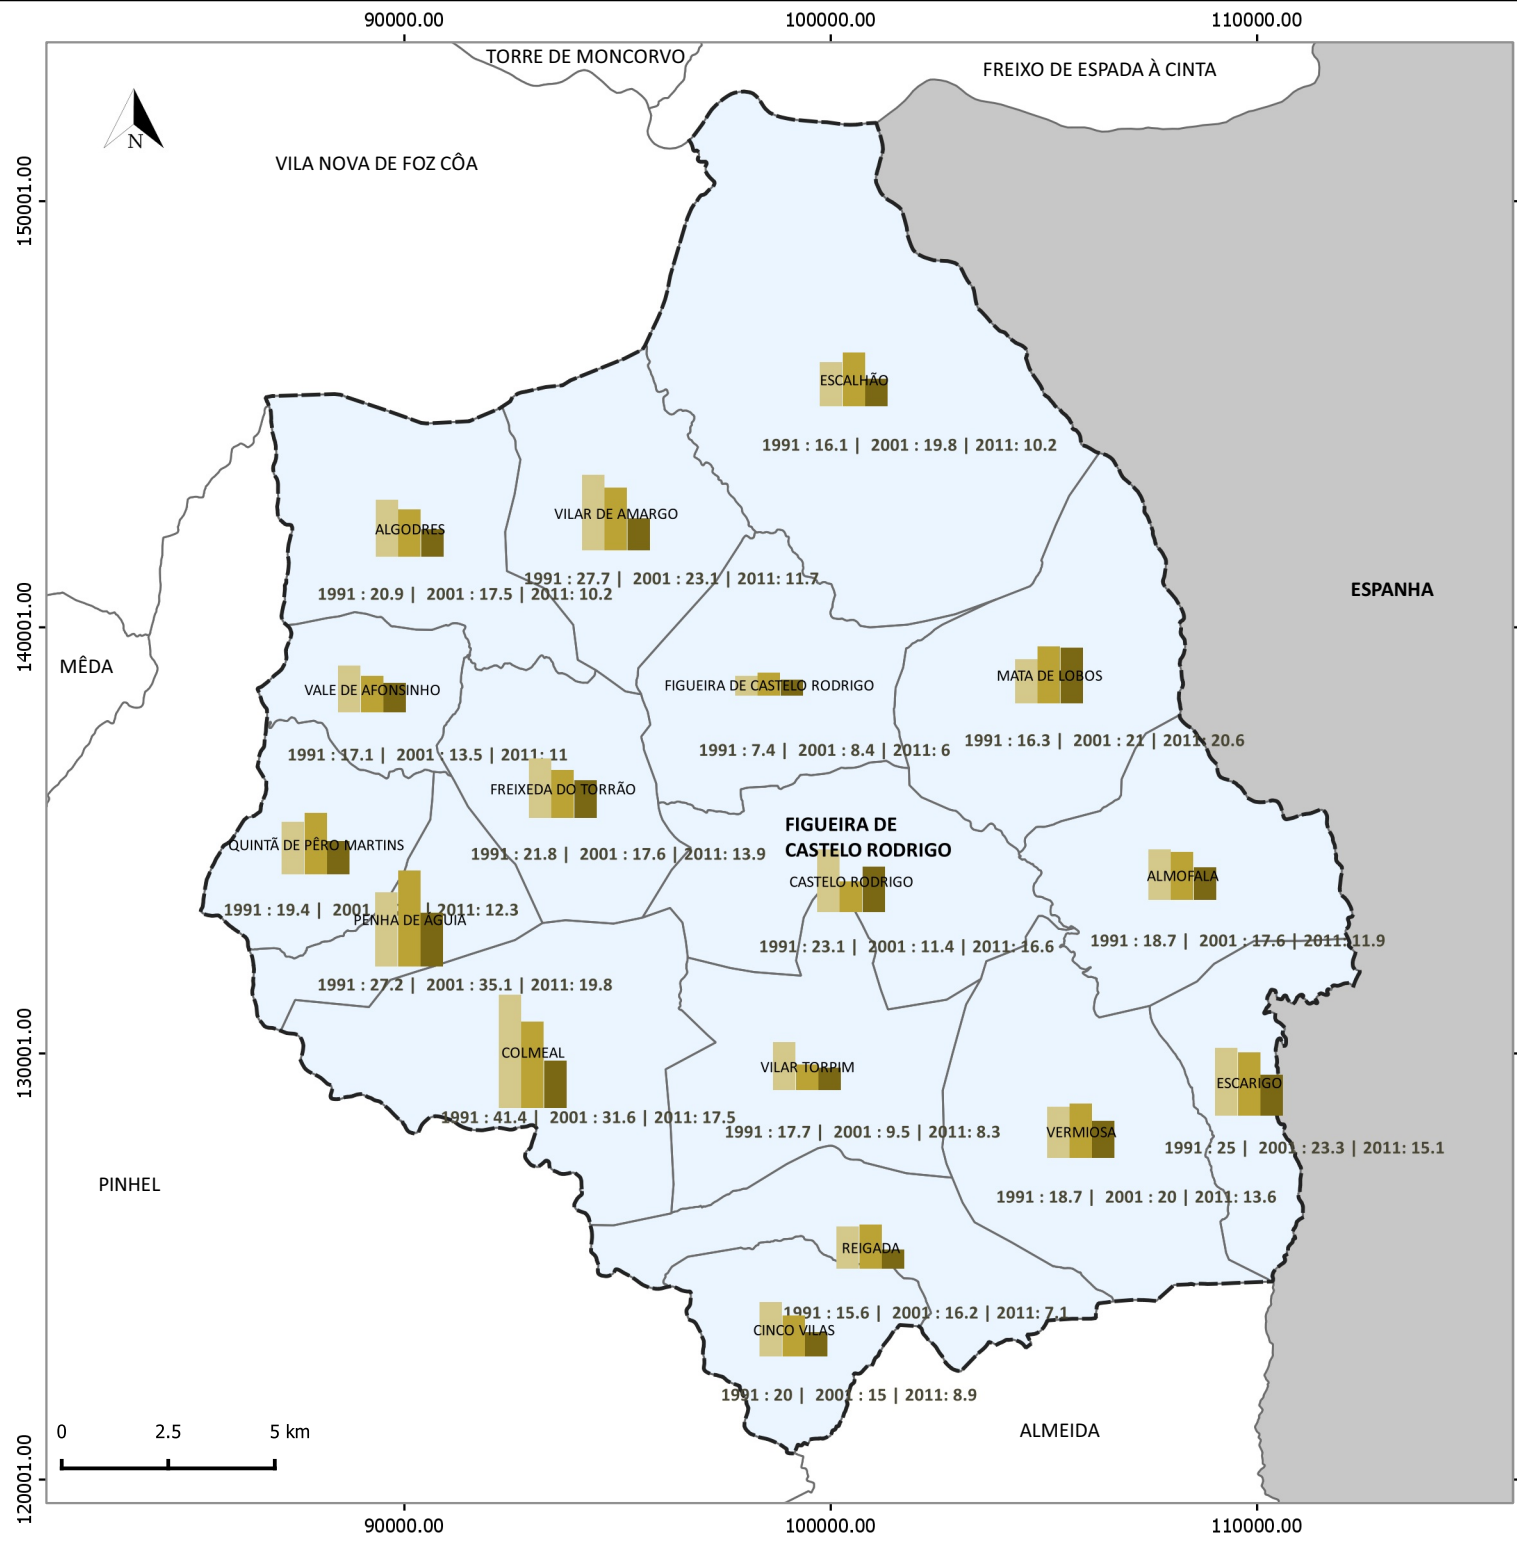 90000.00
100000.00
110000.00
TORRE DE MONCORVO
FREIXO DE ESPADA À CINTA
N
VILA NOVA DE FOZ CÔA
150001.00
ESCALHÃO
1991 : 16.1 | 2001 : 19.8 | 2011: 10.2
VILAR DE AMARGO
ALGODRES
1991 : 27.7 | 2001 : 23.1 | 2011: 11.7
1991 : 20.9 | 2001 : 17.5 | 2011: 10.2
ESPANHA
140001.00
MÊDA
MATA DE LOBOS
FIGUEIRA DE CASTELO RODRIGO
VALE DE AFONSINHO
1991 : 16.3 | 2001 : 21 | 2011: 20.6
1991 : 7.4 | 2001 : 8.4 | 2011: 6
1991 : 17.1 | 2001 : 13.5 | 2011: 11
FREIXEDA DO TORRÃO
FIGUEIRA DE
CASTELO RODRIGO
QUINTÃ DE PÊRO MARTINS
1991 : 21.8 | 2001 : 17.6 | 2011: 13.9
ALMOFALA
CASTELO RODRIGO
1991 : 19.4 | 2001 | 2011: 12.3
PENHA DE ÁGUIA
1991 : 18.7 | 2001 : 17.6 | 2011: 11.9
1991 : 23.1 | 2001 : 11.4 | 2011: 16.6
1991 : 27.2 | 2001 : 35.1 | 2011: 19.8
130001.00
COLMEAL
VILAR TORPIM
ESCARIGO
1991 : 41.4 | 2001 : 31.6 | 2011: 17.5
1991 : 17.7 | 2001 : 9.5 | 2011: 8.3
VERMIOSA
1991 : 25 | 2001 : 23.3 | 2011: 15.1
PINHEL
1991 : 18.7 | 2001 : 20 | 2011: 13.6
REIGADA
1991 : 15.6 | 2001 : 16.2 | 2011: 7.1
CINCO VILAS
1991 : 20 | 2001 : 15 | 2011: 8.9
ALMEIDA
0 2.5 5 km
120001.00
90000.00
100000.00
110000.00